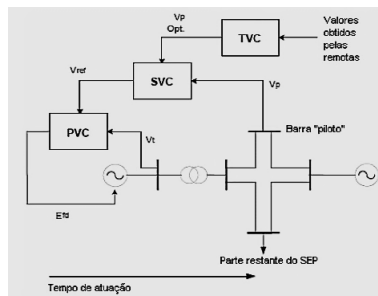 Vp
Opt.
TVC
Valores
obtidos
pelas
remotas
Vref
SVC
Vp
PVC
Vt
Barra "piloto"
Efd
Parte restante do SEP
Tempo de atuação